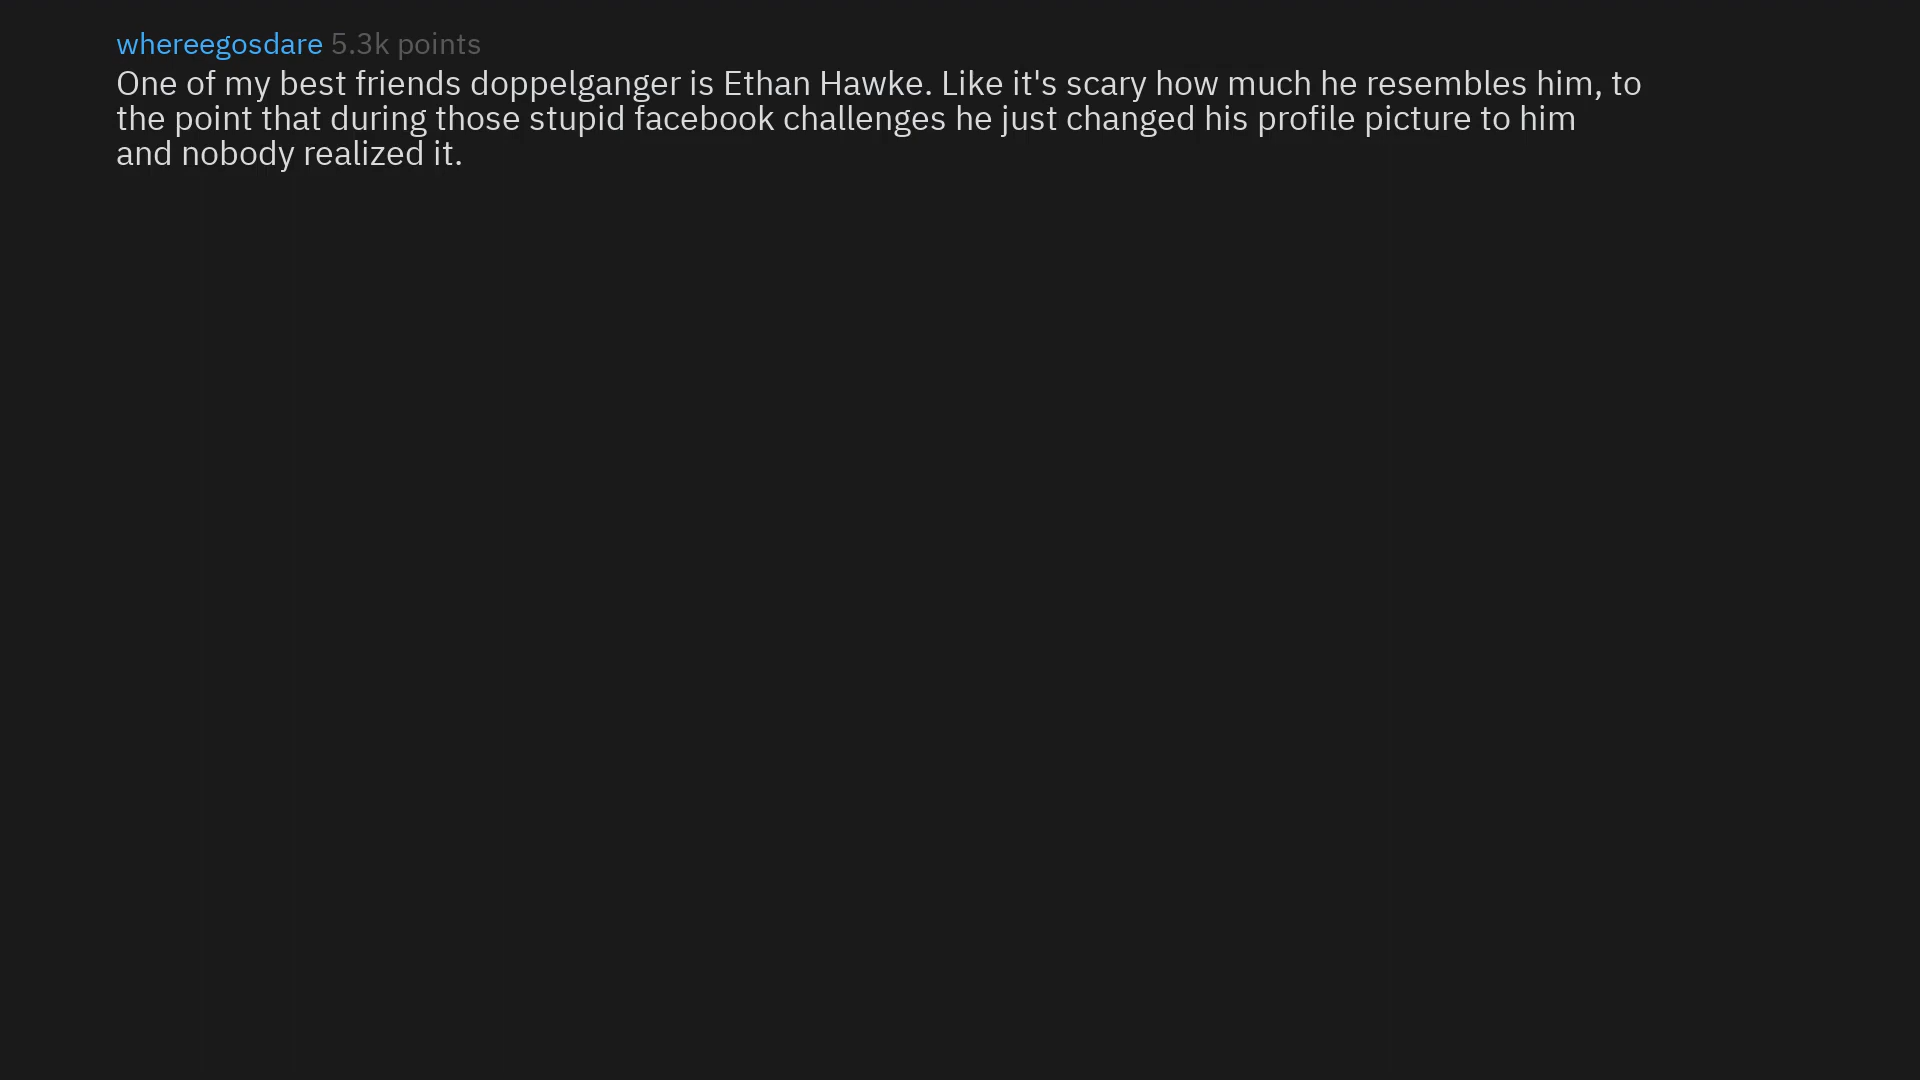 whereegosdare 5.3k points
One of my best friends doppelganger is Ethan Hawke. Like it's scary how much he resembles him, to
the point that during those stupid facebook challenges he just changed his profile picture to him
and nobody realized it.